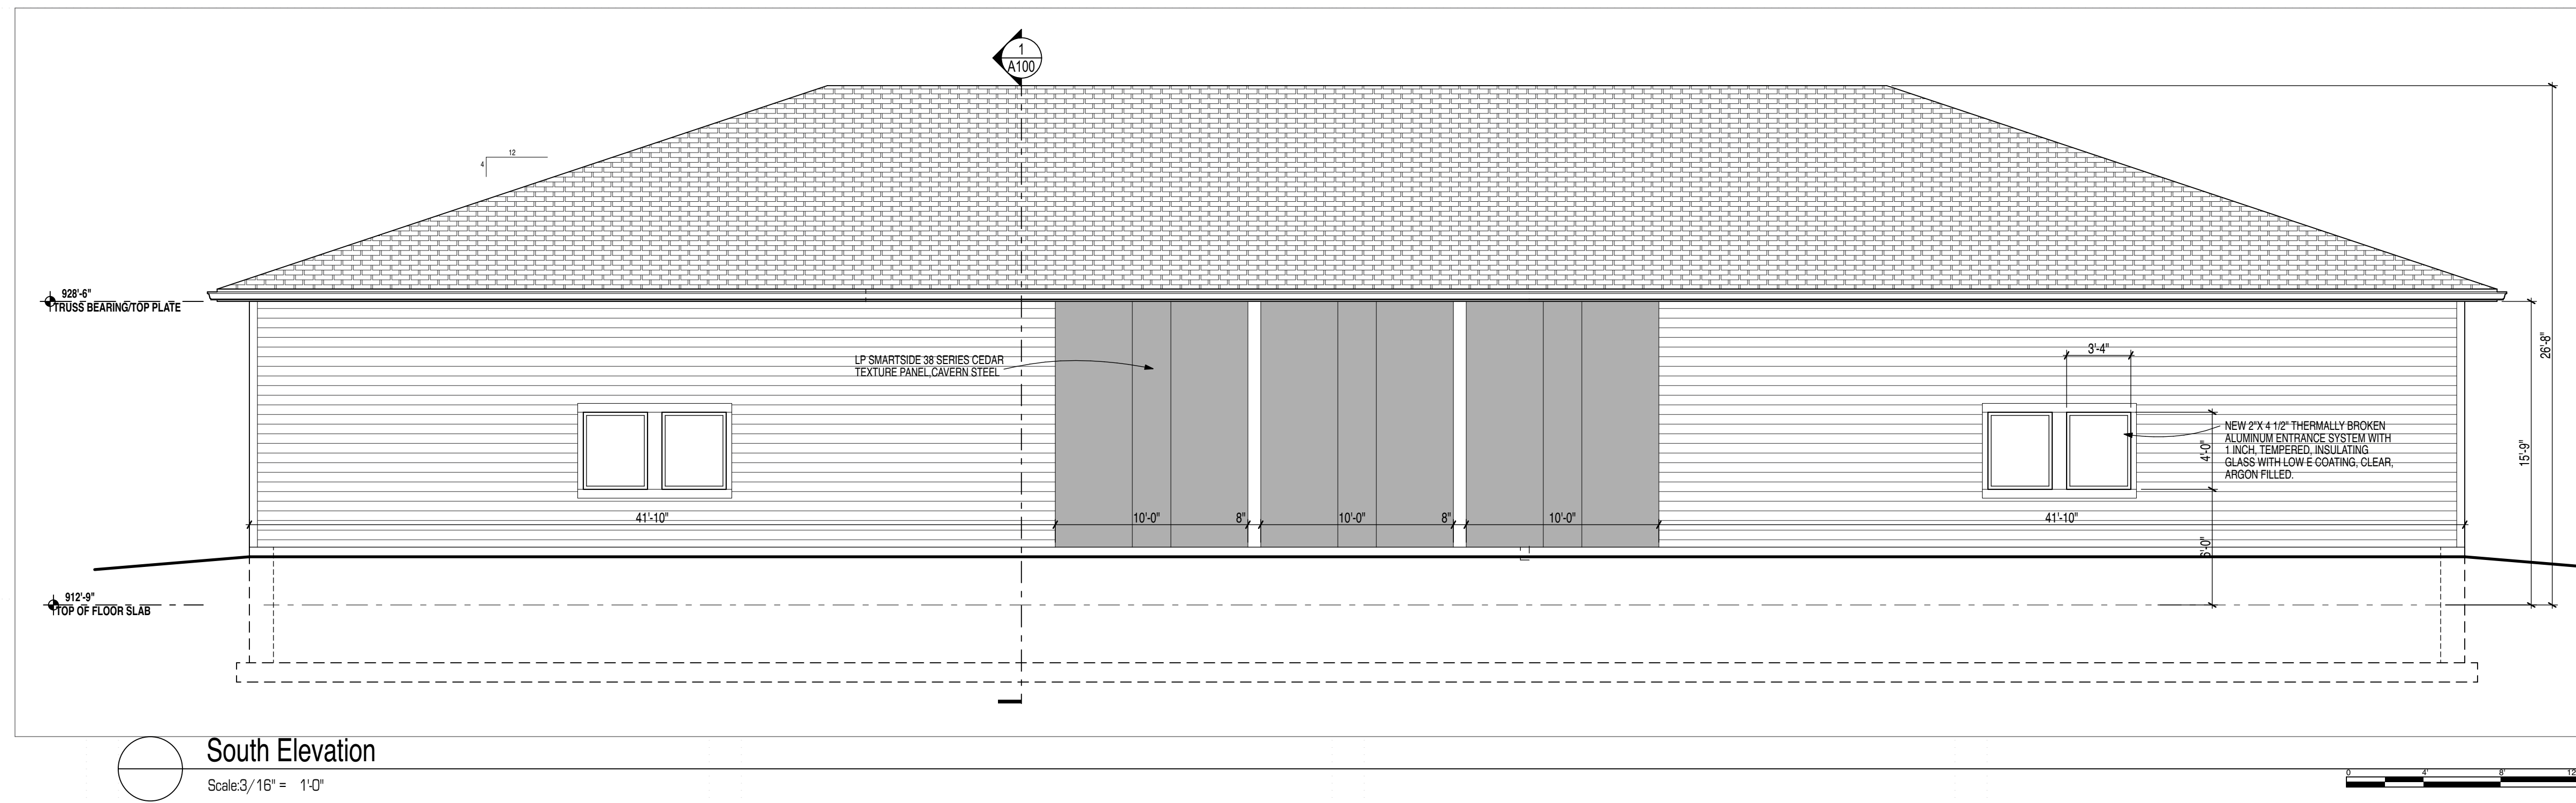 1
A100
12
4
928'-6"
TRUSS BEARING/TOP PLATE
26'-8"
LP SMARTSIDE 38 SERIES CEDAR
TEXTURE PANEL,CAVERN STEEL
3'-4"
15'-9"
4'-0"
NEW 2"X 4 1/2" THERMALLY BROKEN
ALUMINUM ENTRANCE SYSTEM WITH
1 INCH, TEMPERED, INSULATING
GLASS WITH LOW E COATING, CLEAR,
ARGON FILLED.
41'-10" 10'-0" 8" 10'-0" 8" 10'-0" 41'-10"
6'-0"
912'-9"
TOP OF FLOOR SLAB
South Elevation
Scale:3/16" = 1'-0"
0 4' 8' 12